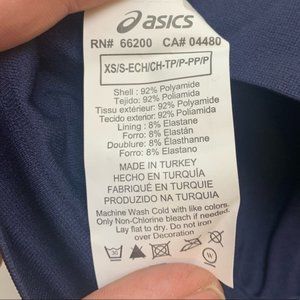 asics
RN# 66200 CA# 04480
XS/S-ECH/CH-TP/P-PP/P
Shell : 92% Polyamide
Tejido: 92% Polyamida
Tissu extérieur: 92% Polyamide
Tecido exterior: 92% Poliamida
Lining : 8% Elastane
Forro: 8% Elastán
Doublure: 8% Élasthanne
Forro: 8% Elastano
MADE IN TURKEY
HECHO EN TURQUÍA
FABRIQUÉ EN TURQUIE
PRODUZIDO NA TURQUIA
Machine Wash Cold with like colors.
Only Non-Chlorine bleach if needed.
Lay flat to dry. Do not iron
over Decoration
W